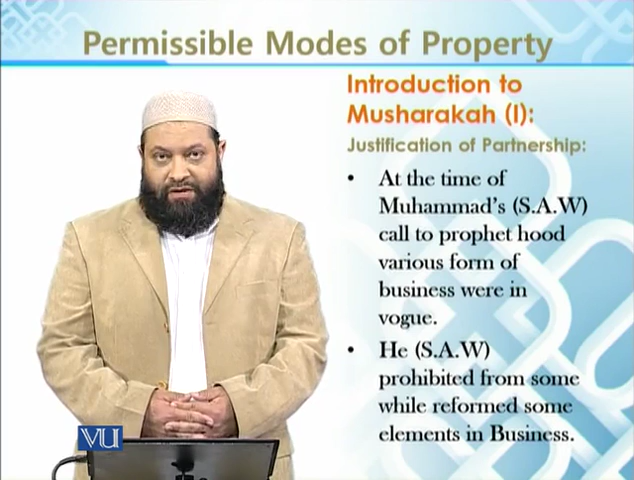 Permissible Modes of Property
Introduction to
Musharakah (I):
Justification of Partnership:
• At the time of
Muhammad's (S.A.W)
call to prophet hood
various form of
business were in
vogue.
• He (S.A.W)
prohibited from some
while reformed some
elements in Business.
VU